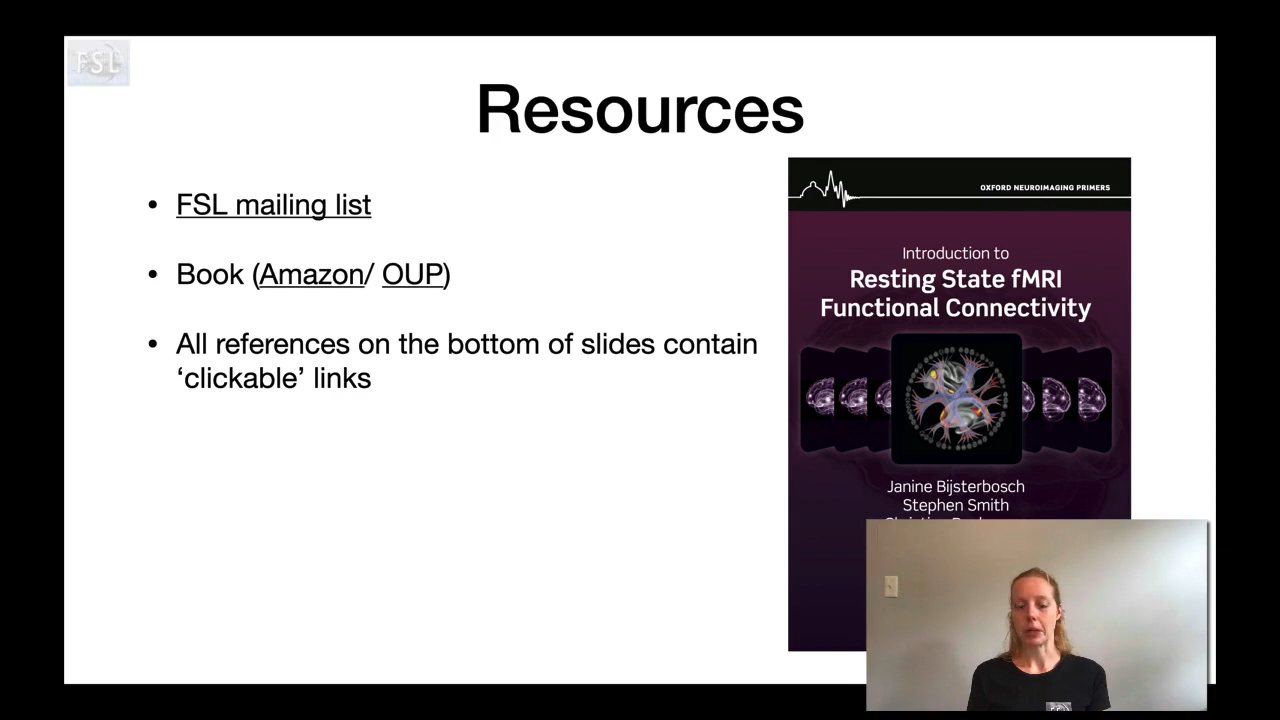 FSL
Resources
• FSL mailing list
• Book (Amazon/ OUP)
• All references on the bottom of slides contain
‘clickable’ links
OXFORD NEUROIMAGING PRIMERS
Introduction to
Resting State fMRI
Functional Connectivity
Janine Bijsterbosch
Stephen Smith